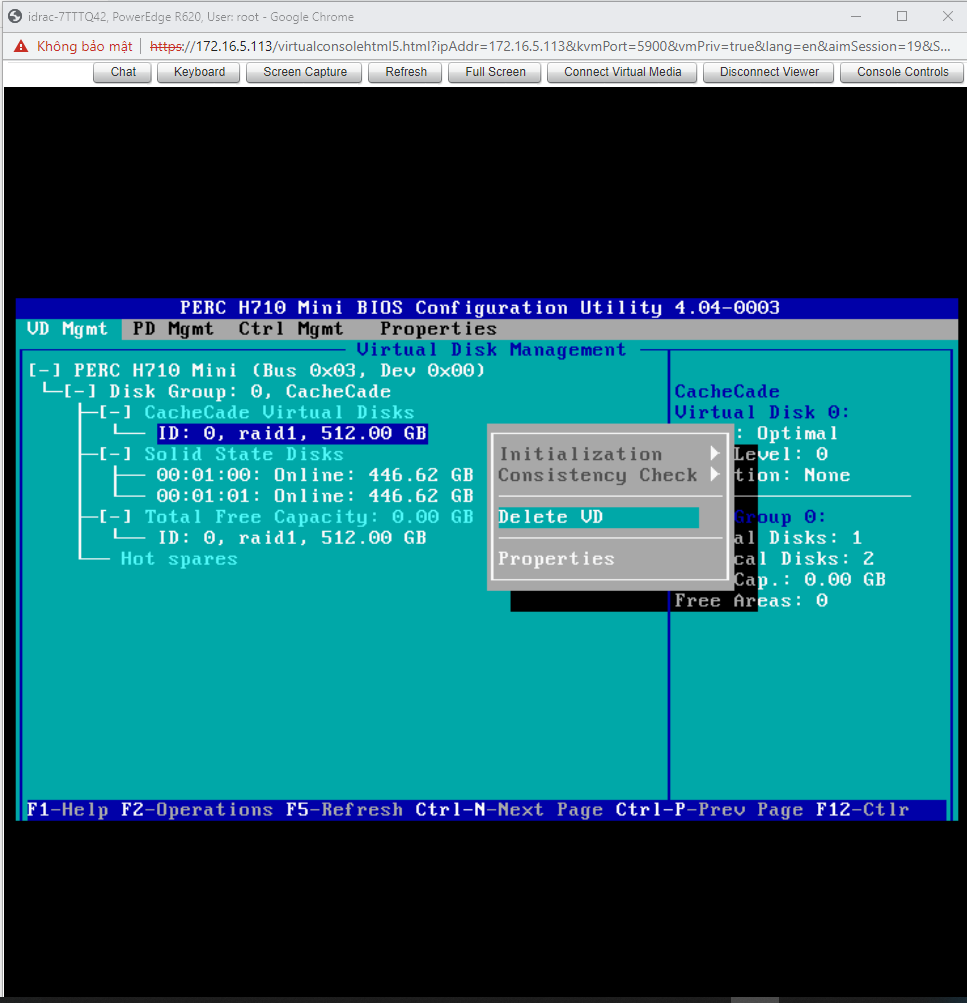 idrac-7TTTQ42, PowerEdge R620, User: root - Google Chrome
Không bảo mật https://172.16.5.113/virtualconsolehtml5.html?ipAddr=172.16.5.113&kvmPort=5900&vmPriv=true&lang=en&aimSession=19&S...
Chat Keyboard Screen Capture Refresh Full Screen Connect Virtual Media Disconnect Viewer Console Controls
PERC H710 Mini BIOS Configuration Utility 4.04-0003
VD Mgmt PD Mgmt Ctrl Mgmt Properties
Virtual Disk Management
[-] PERC H710 Mini (Bus 0x03, Dev 0x00)
[-] Disk Group: 0, CacheCade
[-] CacheCade Virtual Disks
ID: 0, raid1, 512.00 GB
[-] Solid State Disks
00:01:00: Online: 446.62 GB
00:01:01: Online: 446.62 GB
[-] Total Free Capacity: 0.00 GB
ID: 0, raid1, 512.00 GB
Hot spares
Initialization
Consistency Check
Delete VD
Properties
CacheCade
Virtual Disk 0:
: Optimal
Level: 0
tion: None
Group 0:
al Disks: 1
cal Disks: 2
Cap.: 0.00 GB
Free Areas: 0
F1-Help F2-Operations F5-Refresh Ctrl-N-Next Page Ctrl-P-Prev Page F12-Ctlr